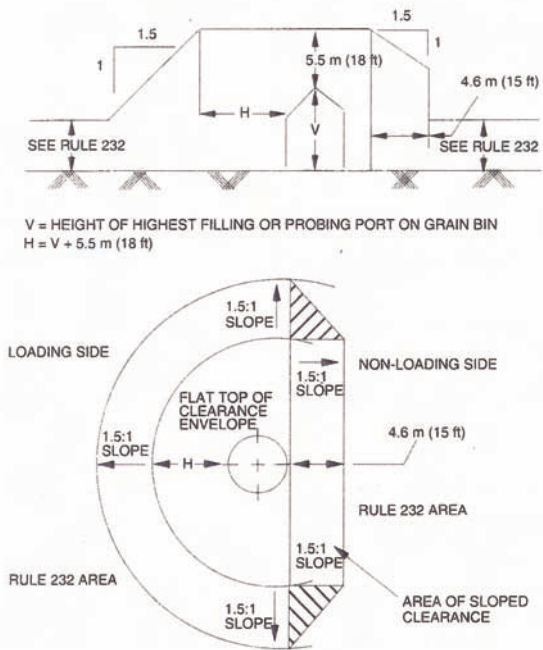 1.5
1
1.5
1
5.5 m (18 ft)
4.6 m (15 ft)
H
V
SEE RULE 232
SEE RULE 232
V = HEIGHT OF HIGHEST FILLING OR PROBING PORT ON GRAIN BIN
H = V + 5.5 m (18 ft)
1.5:1
SLOPE
LOADING SIDE
NON-LOADING SIDE
1.5:1
SLOPE
FLAT TOP OF
CLEARANCE
ENVELOPE
1.5:1
SLOPE
H
4.6 m (15 ft)
RULE 232 AREA
1.5:1
SLOPE
RULE 232 AREA
1.5:1
SLOPE
AREA OF SLOPED
CLEARANCE